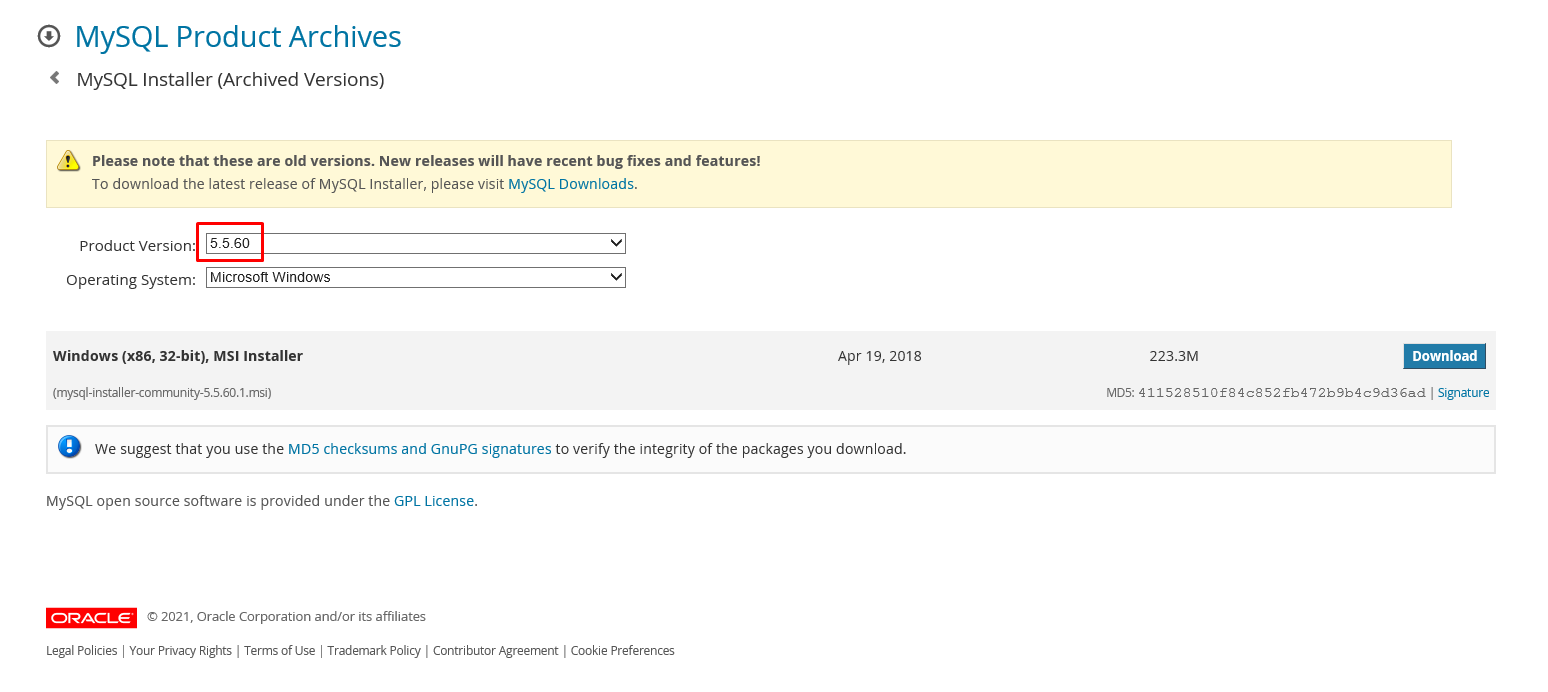 MySQL Product Archives
MySQL Installer (Archived Versions)
Please note that these are old versions. New releases will have recent bug fixes and features!
To download the latest release of MySQL Installer, please visit MySQL Downloads.
Product Version: 5.5.60
Operating System: Microsoft Windows
Windows (x86, 32-bit), MSI Installer Apr 19, 2018 223.3M Download
(mysql-installer-community-5.5.60.1.msi) MD5: 411528510f84c852fb472b9b4c9d36ad | Signature
We suggest that you use the MD5 checksums and GnuPG signatures to verify the integrity of the packages you download.
MySQL open source software is provided under the GPL License.
ORACLE © 2021, Oracle Corporation and/or its affiliates
Legal Policies | Your Privacy Rights | Terms of Use | Trademark Policy | Contributor Agreement | Cookie Preferences